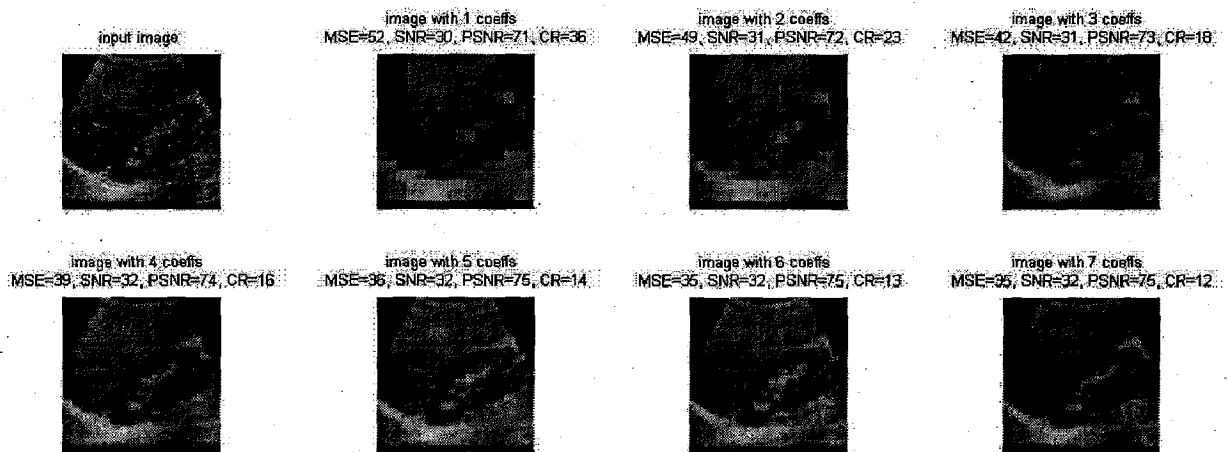 input image
image with 1 coeffs
MSE=52, SNR=30, PSNR=71, CR=36
image with 2 coeffs
MSE=49, SNR=31, PSNR=72, CR=23
image with 3 coeffs
MSE=42, SNR=31, PSNR=73, CR=18
image with 4 coeffs
MSE=39, SNR=32, PSNR=74, CR=16
image with 5 coeffs
MSE=36, SNR=32, PSNR=75, CR=14
image with 6 coeffs
MSE=35, SNR=32, PSNR=75, CR=13
image with 7 coeffs
MSE=35, SNR=32, PSNR=75, CR=12